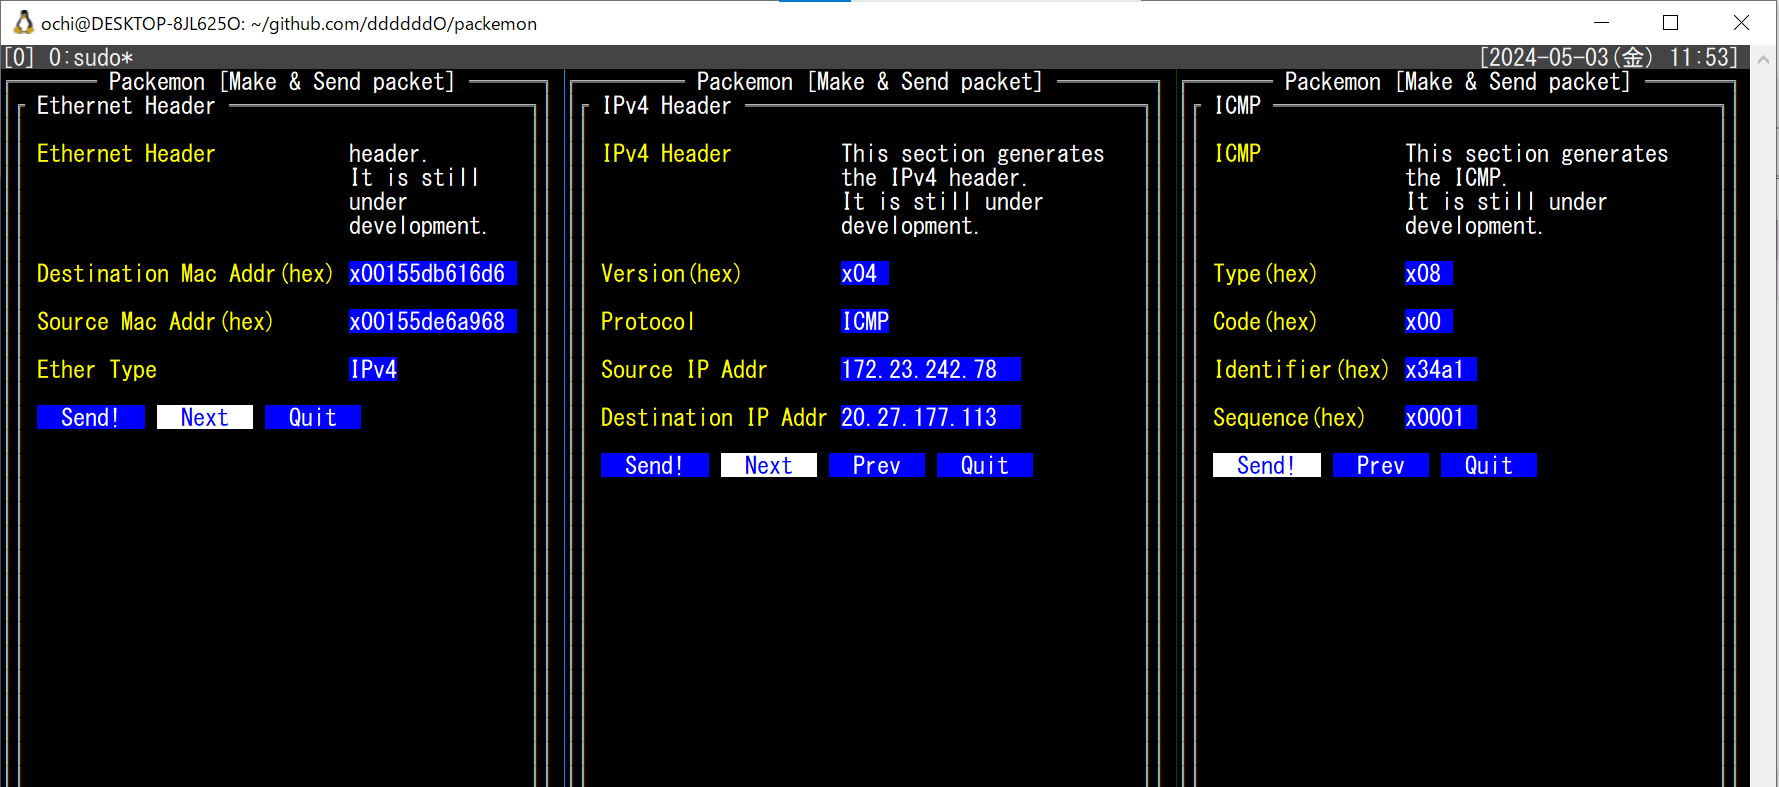 ochi@DESKTOP-8JL625O: ~/github.com/ddddddO/packemon
[0] 0:sudo* [2024-05-03(金) 11:53]
Packemon [Make & Send packet]
Ethernet Header
Ethernet Header header.
It is still
under
development.
Destination Mac Addr(hex) x00155db616d6
Source Mac Addr(hex) x00155de6a968
Ether Type IPv4
Send! Next Quit
Packemon [Make & Send packet]
IPv4 Header
IPv4 Header This section generates
the IPv4 header.
It is still under
development.
Version(hex) x04
Protocol ICMP
Source IP Addr 172.23.242.78
Destination IP Addr 20.27.177.113
Send! Next Prev Quit
Packemon [Make & Send packet]
ICMP
ICMP This section generates
the ICMP.
It is still under
development.
Type(hex) x08
Code(hex) x00
Identifier(hex) x34a1
Sequence(hex) x0001
Send! Prev Quit